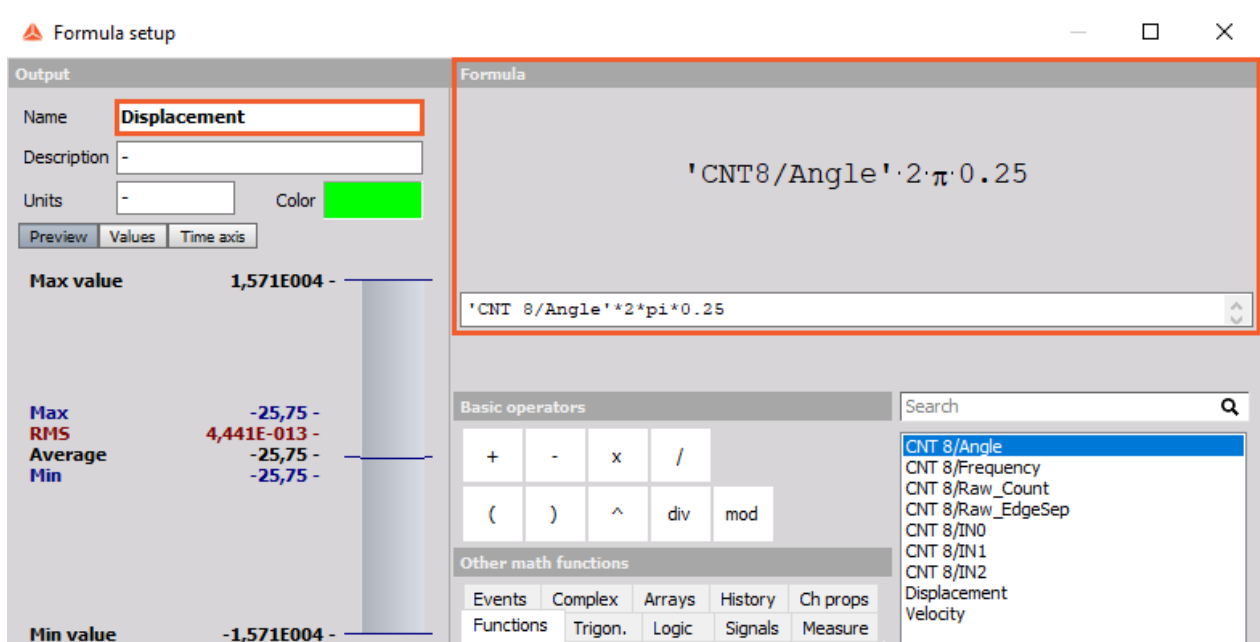 Formula setup
Output
Name Displacement
Description -
Units - Color
Preview Values Time axis
Max value 1,571E004 -
Max -25,75 -
RMS 4,441E-013 -
Average -25,75 -
Min -25,75 -
Min value -1,571E004 -
Formula
'CNT8/Angle'·2·π·0.25
'CNT 8/Angle'*2*pi*0.25
Basic operators
+ - x /
( ) ^ div mod
Other math functions
Events Complex Arrays History Ch props
Functions Trigon. Logic Signals Measure
Search
CNT 8/Angle
CNT 8/Frequency
CNT 8/Raw_Count
CNT 8/Raw_EdgeSep
CNT 8/IN0
CNT 8/IN1
CNT 8/IN2
Displacement
Velocity